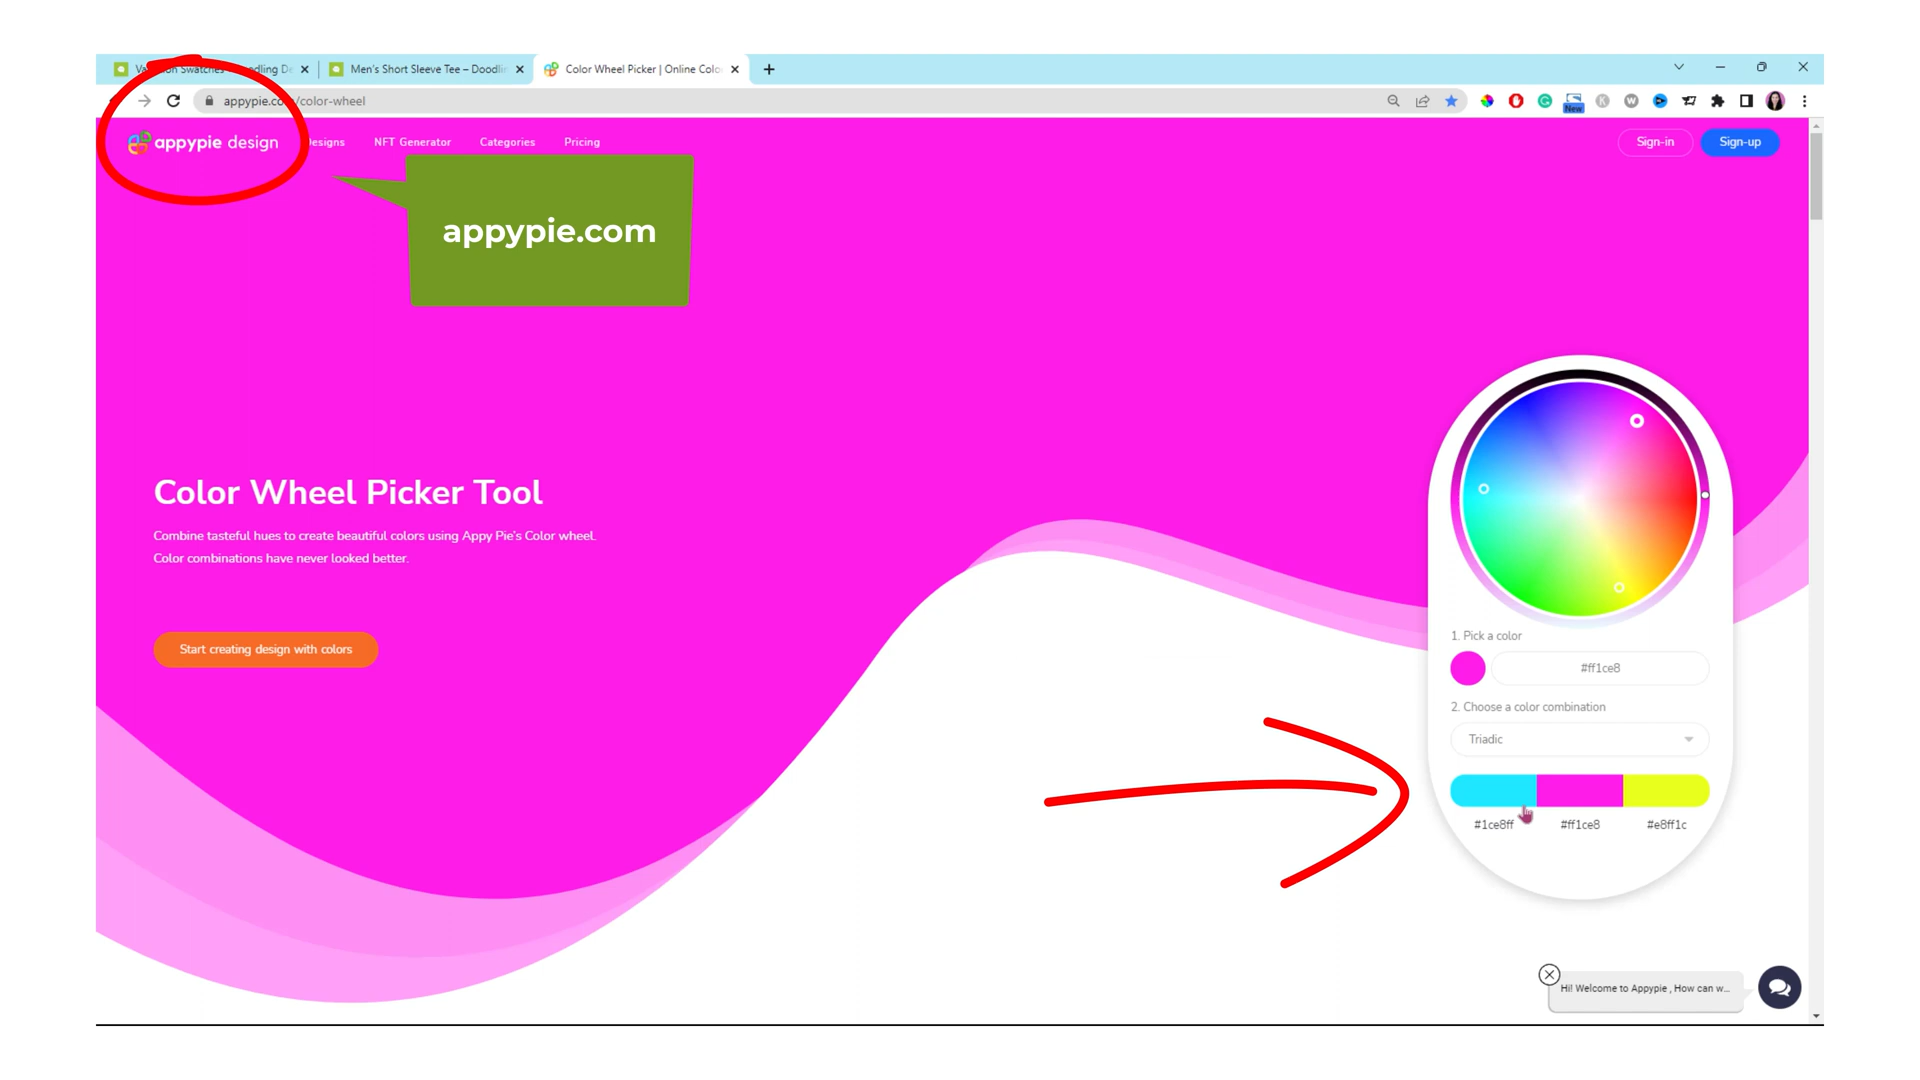 Men's Short Sleeve Tee – Doodlin
Color Wheel Picker | Online Colo
appypie.co /color-wheel
New
appypie design
esigns
NFT Generator
Categories
Pricing
Sign-in
Sign-up
appypie.com
Color Wheel Picker Tool
Combine tasteful hues to create beautiful colors using Appy Pie's Color wheel.
Color combinations have never looked better.
Start creating design with colors
1. Pick a color
#ff1ce8
2. Choose a color combination
Triadic
#1ce8ff
#ff1ce8
#e8ff1c
Hi! Welcome to Appypie , How can w...